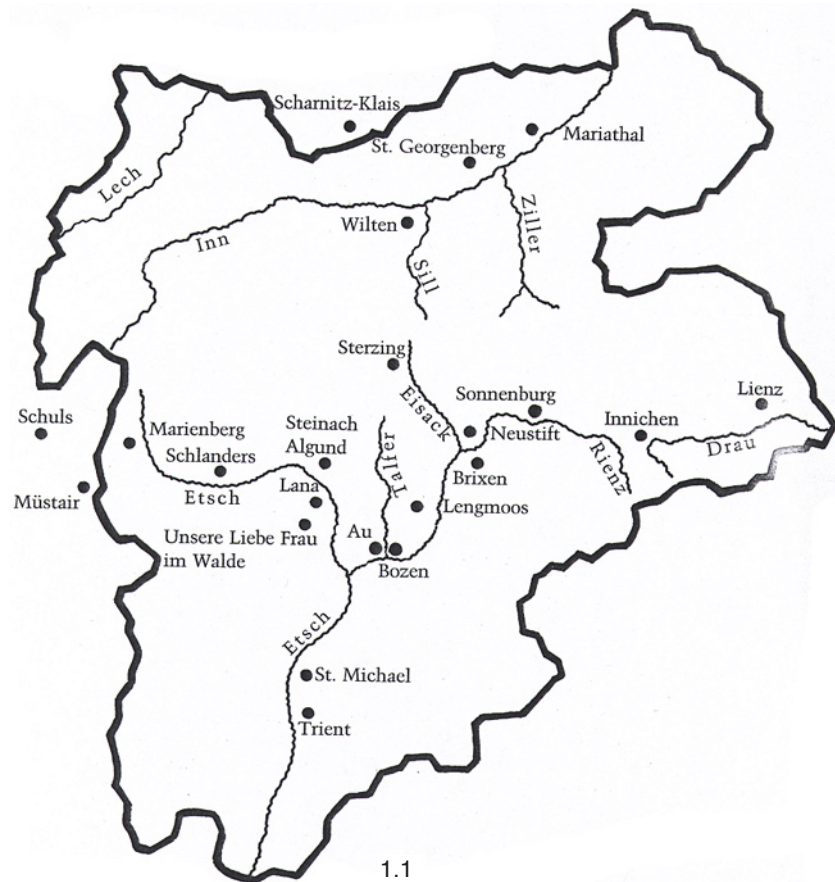 Scharnitz-Klais
Mariathal
St. Georgenberg
Lech
Ziller
Wilten
Inn
Sill
Sterzing
Eisack
Sonnenburg
Lienz
Schuls
Marienberg
Steinach
Algund
Talfer
Innichen
Neustift
Drau
Schlanders
Rienz
Brixen
Etsch
Lana
Müstair
Lengmoos
Unsere Liebe Frau
im Walde
Au
Bozen
Etsch
St. Michael
Trient
1.1